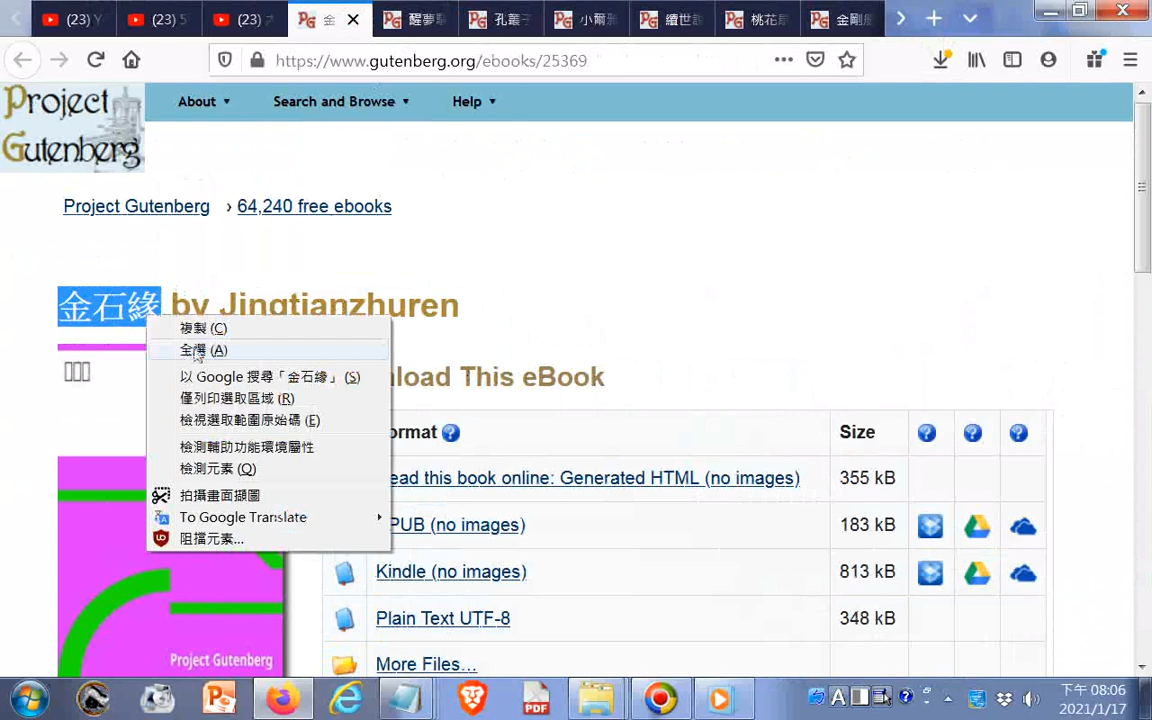 (23) Y
(23) 5
(23) 7
金
醒夢
孔叢子
小爾
續世
桃花
金剛
https://www.gutenberg.org/ebooks/25369
Project
Gutenberg
About
Search and Browse
Help
Project Gutenberg › 64,240 free ebooks
金石緣 by Jingtianzhuren
複製 (C)
全選 (A)
以 Google 搜尋「金石緣」 (S)
僅列印選取區域 (R)
檢視選取範圍原始碼 (E)
檢測輔助功能環境屬性
檢測元素 (Q)
拍攝畫面擷圖
To Google Translate
阻擋元素...
nload This eBook
ormat
Size
ead this book online: Generated HTML (no images)
355 kB
PUB (no images)
183 kB
Kindle (no images)
813 kB
Plain Text UTF-8
348 kB
More Files…
Project Gutenberg
PDF
A
下午 08:06
2021/1/17